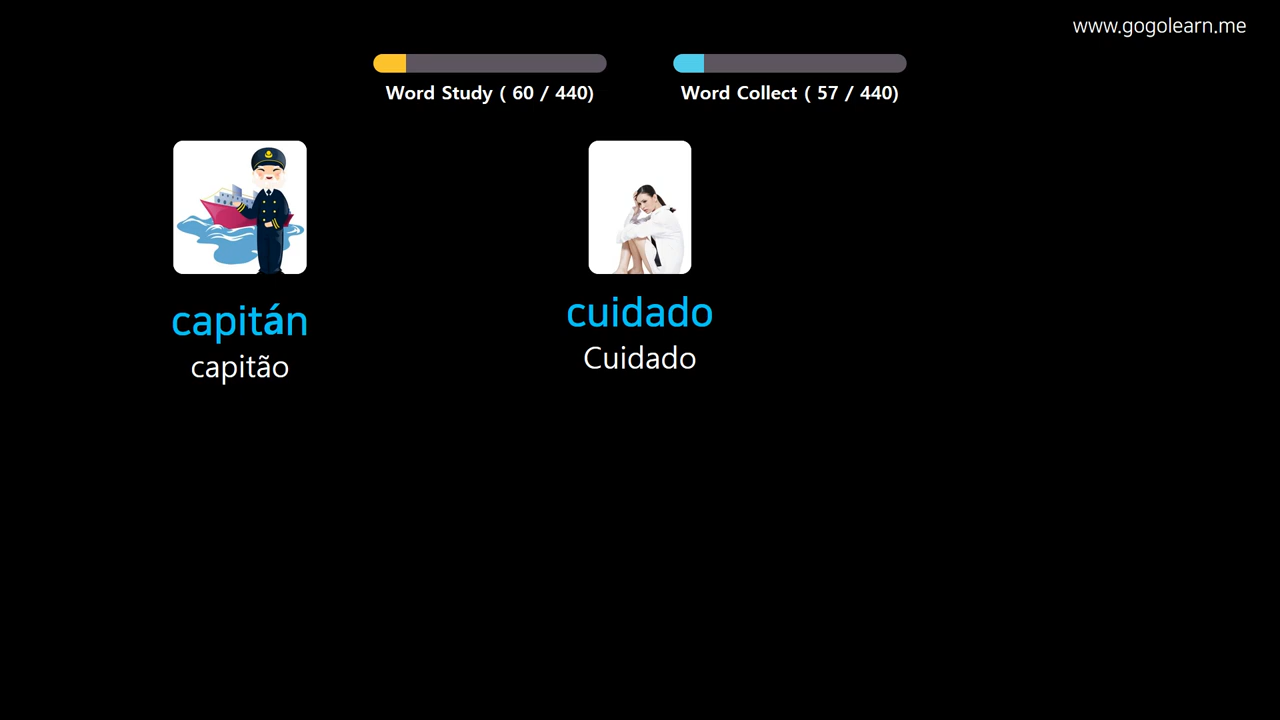 www.gogolearn.me
Word Study ( 60 / 440)
Word Collect ( 57 / 440)
capitán
capitão
cuidado
Cuidado